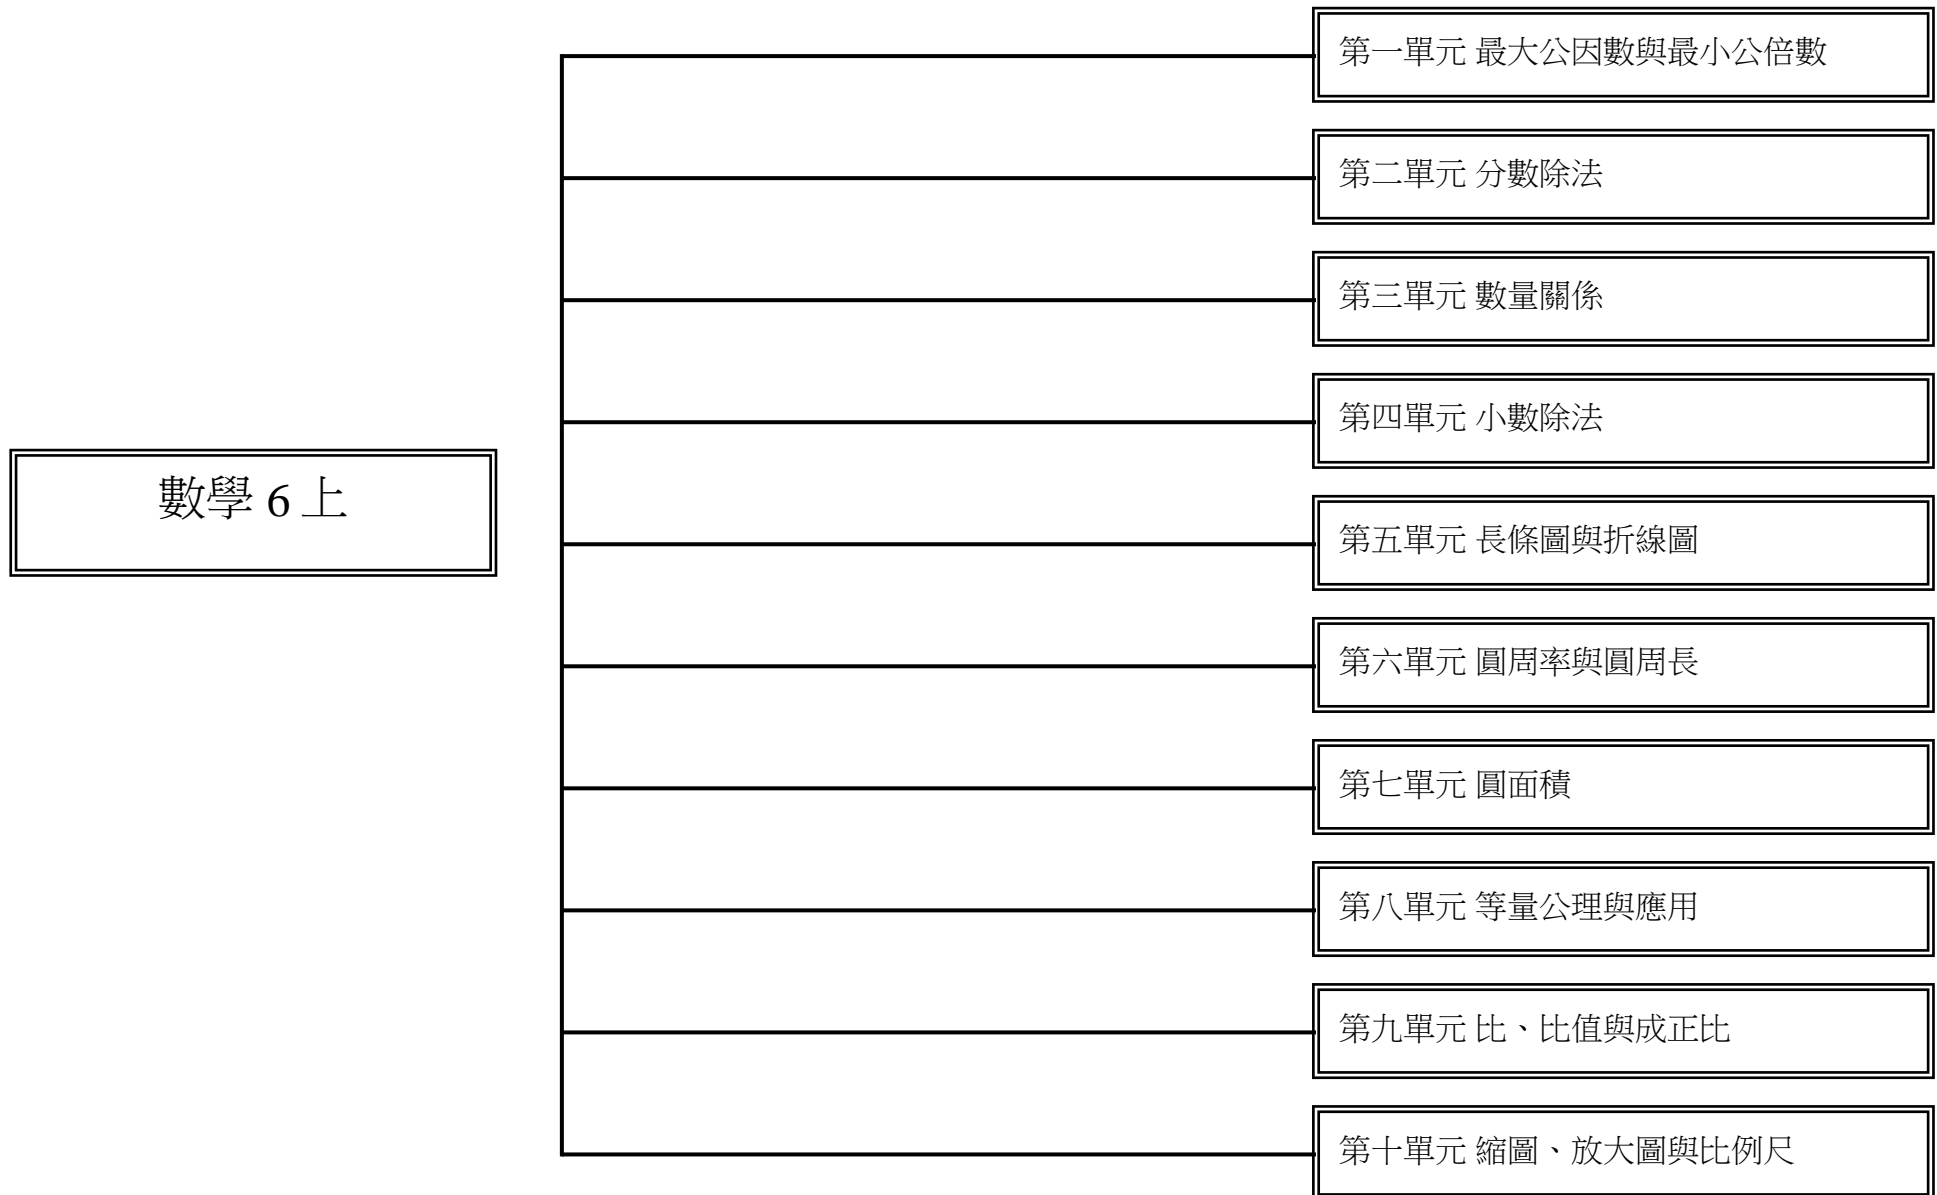 數學 6 上
第一單元 最大公因數與最小公倍數
第二單元 分數除法
第三單元 數量關係
第四單元 小數除法
第五單元 長條圖與折線圖
第六單元 圓周率與圓周長
第七單元 圓面積
第八單元 等量公理與應用
第九單元 比、比值與成正比
第十單元 縮圖、放大圖與比例尺